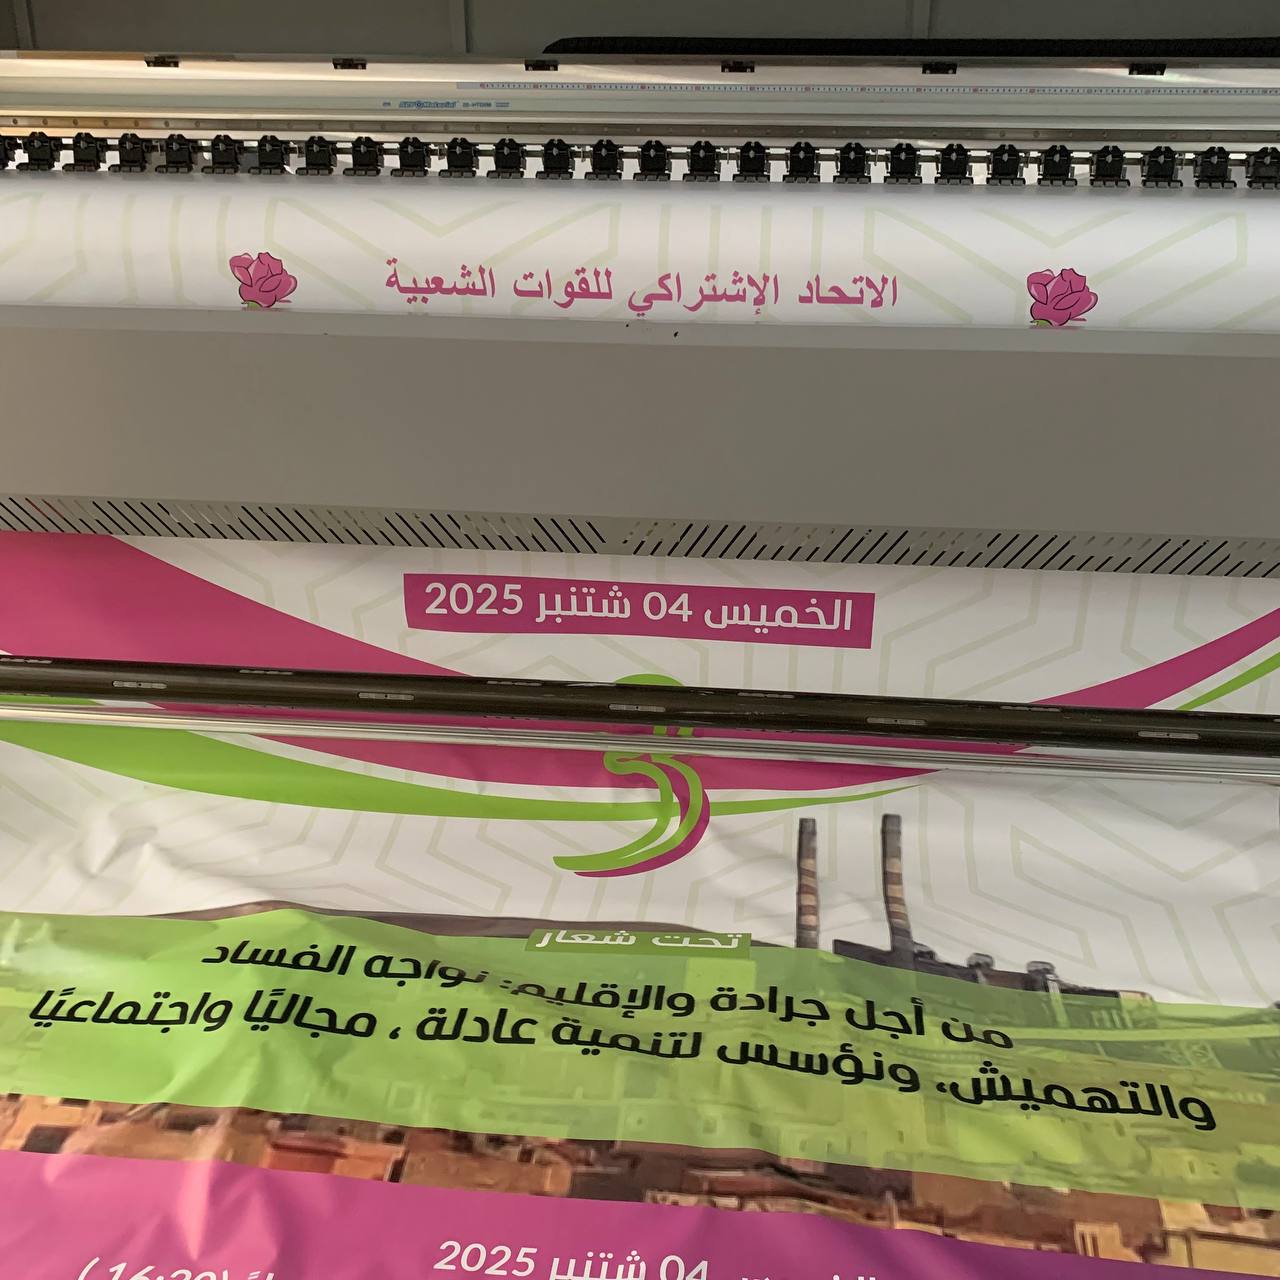 الاتحاد الإشتراكي للقوات الشعبية
الخميس 04 شتنبر 2025
تحت شعار
من أجل جرادة والإقليم: نواجه الفساد
والتهميش، ونؤسس لتنمية عادلة ، مجاليًا واجتماعيًا
الخميس 04 شتنبر 2025